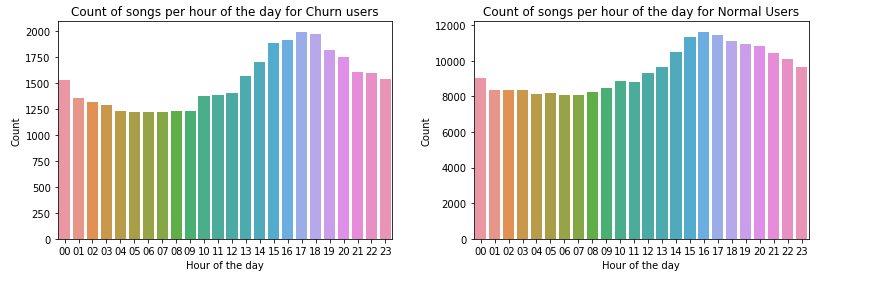 Count of songs per hour of the day for Churn users
2000
1750
1500
1250
1000
750
500
250
0
Count
00 01 02 03 04 05 06 07 08 09 10 11 12 13 14 15 16 17 18 19 20 21 22 23
Hour of the day
Count of songs per hour of the day for Normal Users
12000
10000
8000
6000
4000
2000
0
Count
00 01 02 03 04 05 06 07 08 09 10 11 12 13 14 15 16 17 18 19 20 21 22 23
Hour of the day